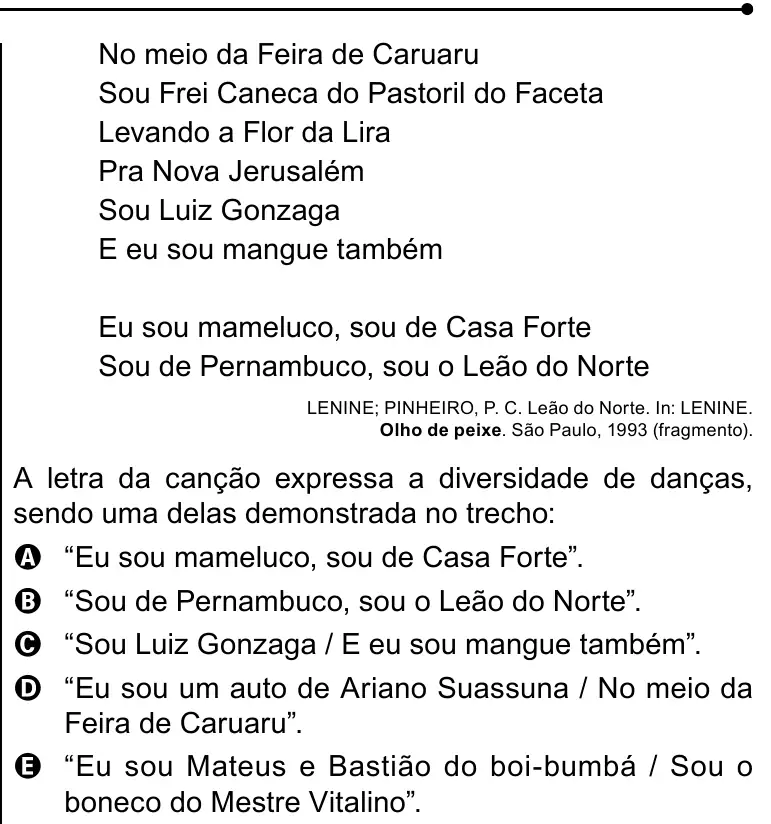 No meio da Feira de Caruaru
Sou Frei Caneca do Pastoril do Faceta
Levando a Flor da Lira
Pra Nova Jerusalém
Sou Luiz Gonzaga
E eu sou mangue também
Eu sou mameluco, sou de Casa Forte
Sou de Pernambuco, sou o Leão do Norte
LENINE; PINHEIRO, P. C. Leão do Norte. In: LENINE.
Olho de peixe. São Paulo, 1993 (fragmento).
A letra da canção expressa a diversidade de danças,
sendo uma delas demonstrada no trecho:
A “Eu sou mameluco, sou de Casa Forte”.
B “Sou de Pernambuco, sou o Leão do Norte”.
C “Sou Luiz Gonzaga / E eu sou mangue também”.
D “Eu sou um auto de Ariano Suassuna / No meio da
Feira de Caruaru”.
E “Eu sou Mateus e Bastião do boi-bumbá / Sou o
boneco do Mestre Vitalino”.